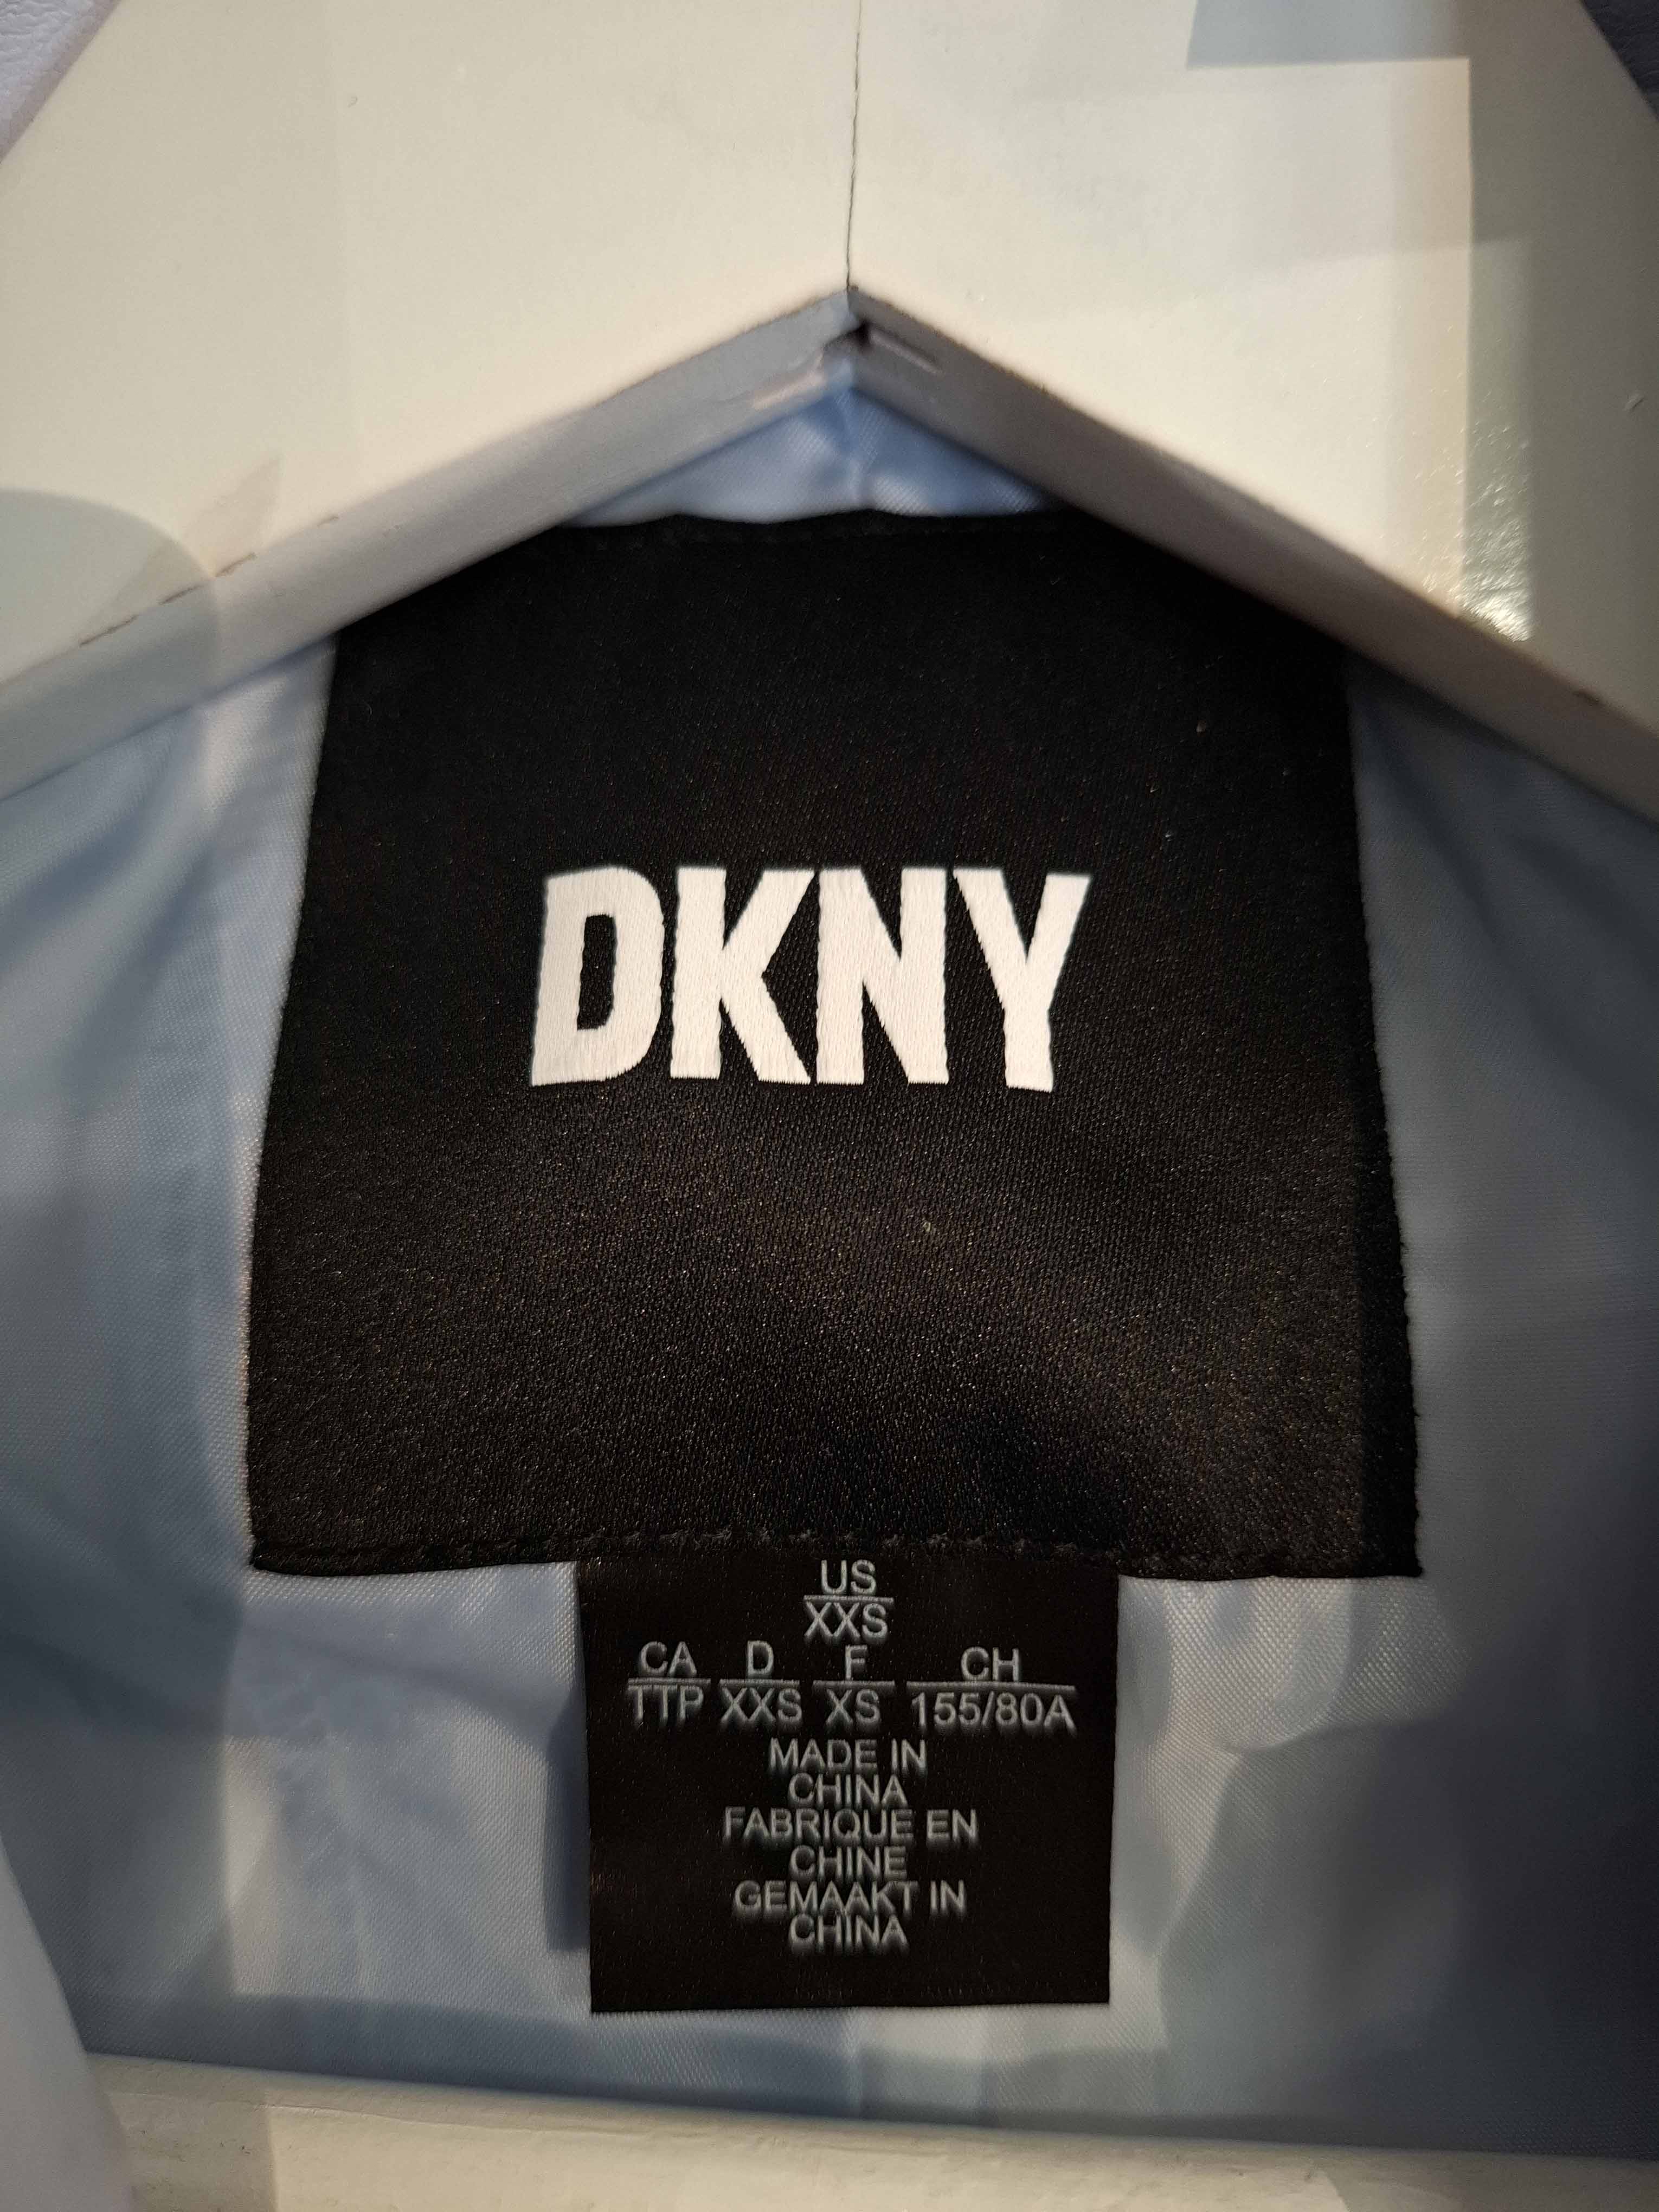 DKNY
US
XXS
CA D F CH
TTP XXS XS 155/80A
MADE IN
CHINA
FABRIQUE EN
CHINE
GEMAAKT IN
CHINA